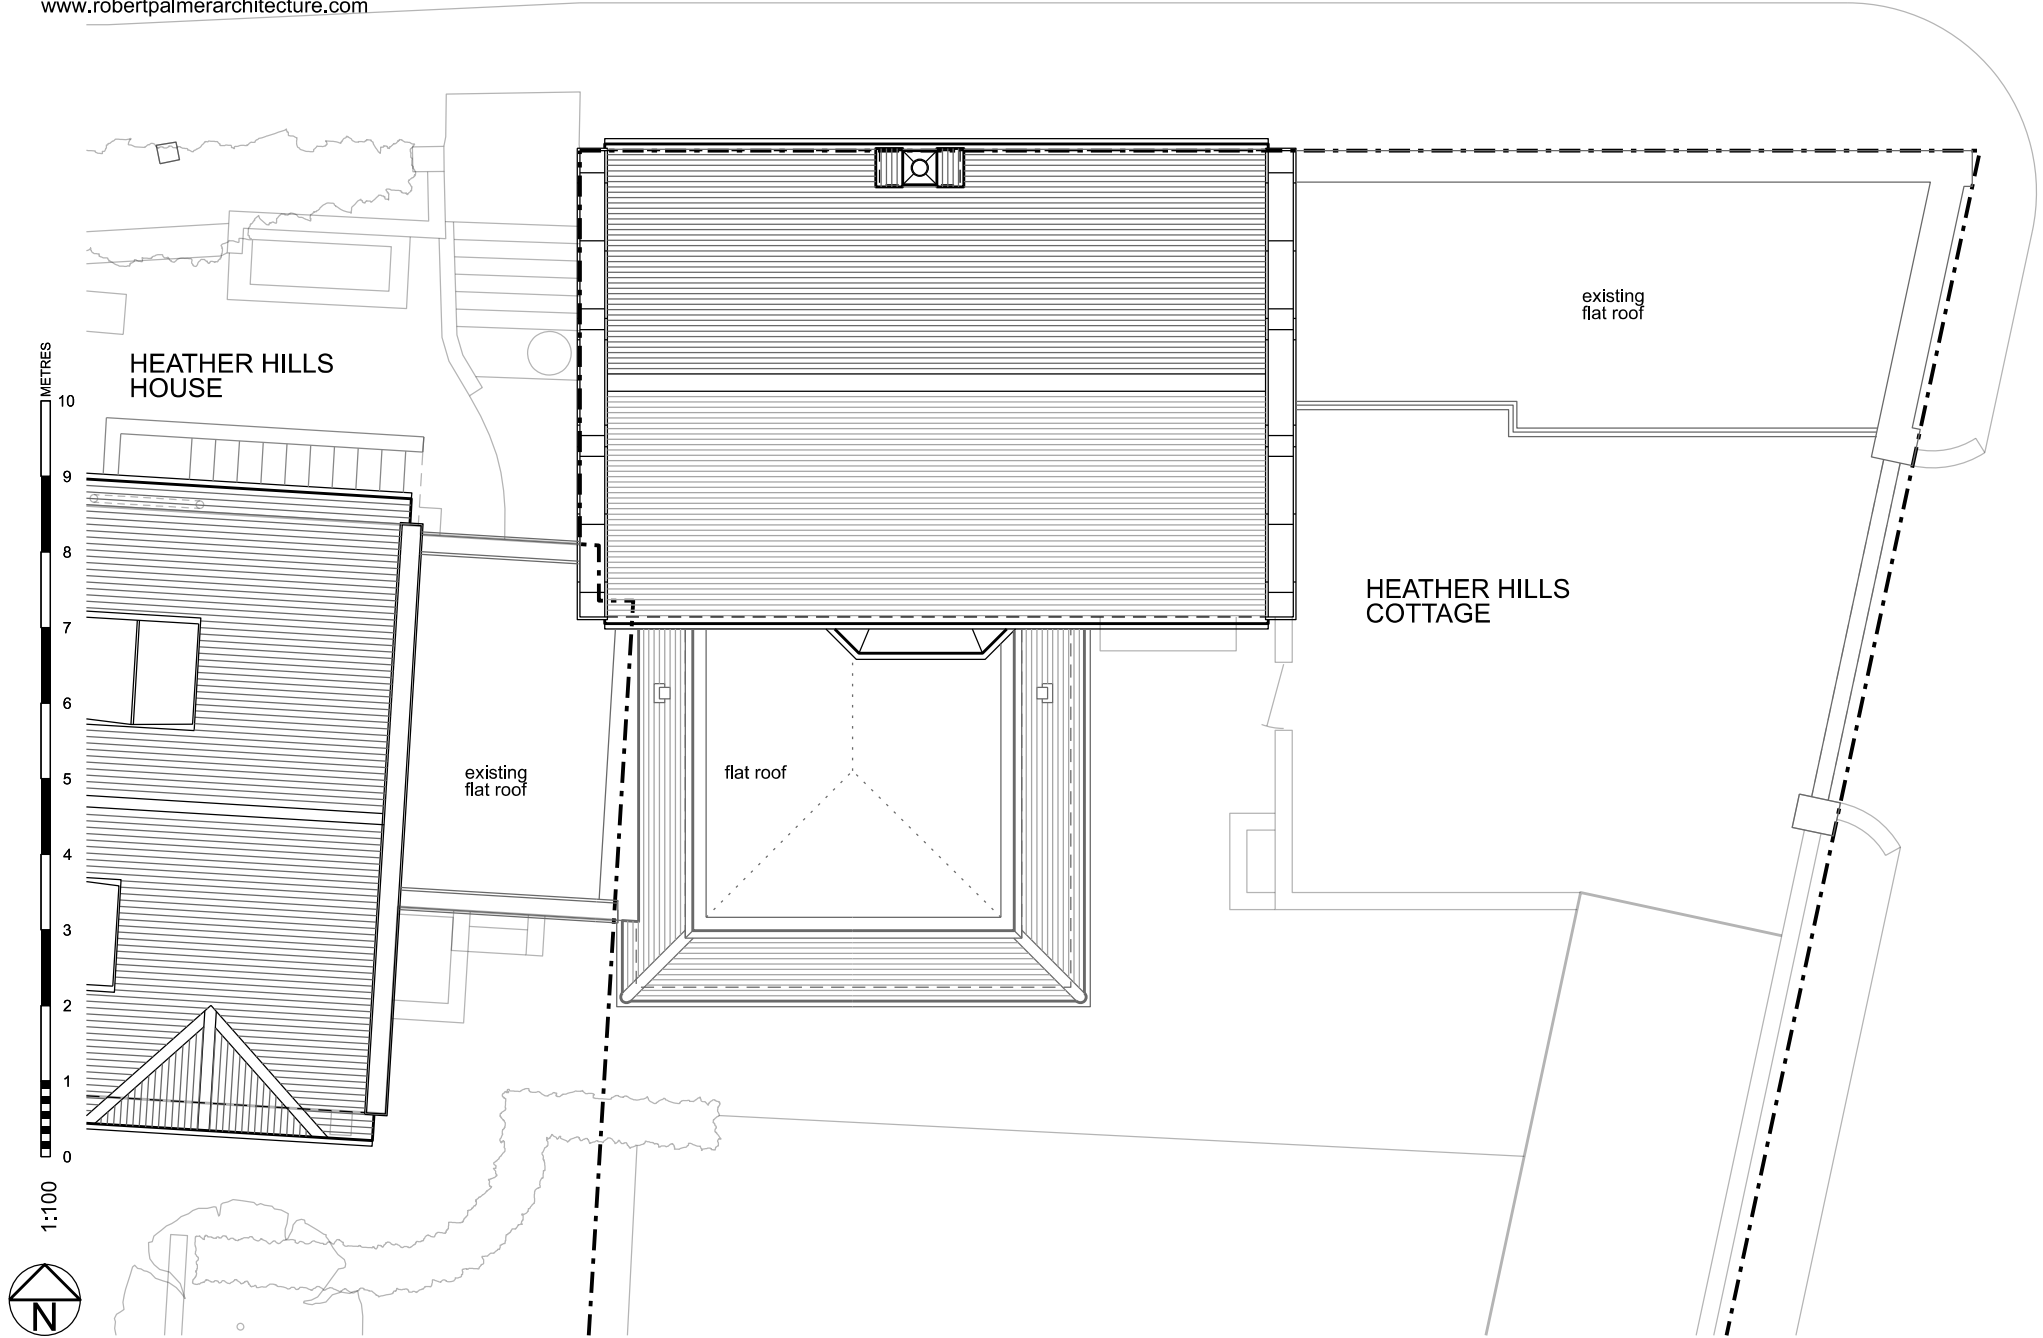 www.robertpalmerarchitecture.com
existing
flat roof
HEATHER HILLS
HOUSE
METRES
10
9
8
7
6
5
4
3
2
1
0
HEATHER HILLS
COTTAGE
existing
flat roof
flat roof
1:100
N